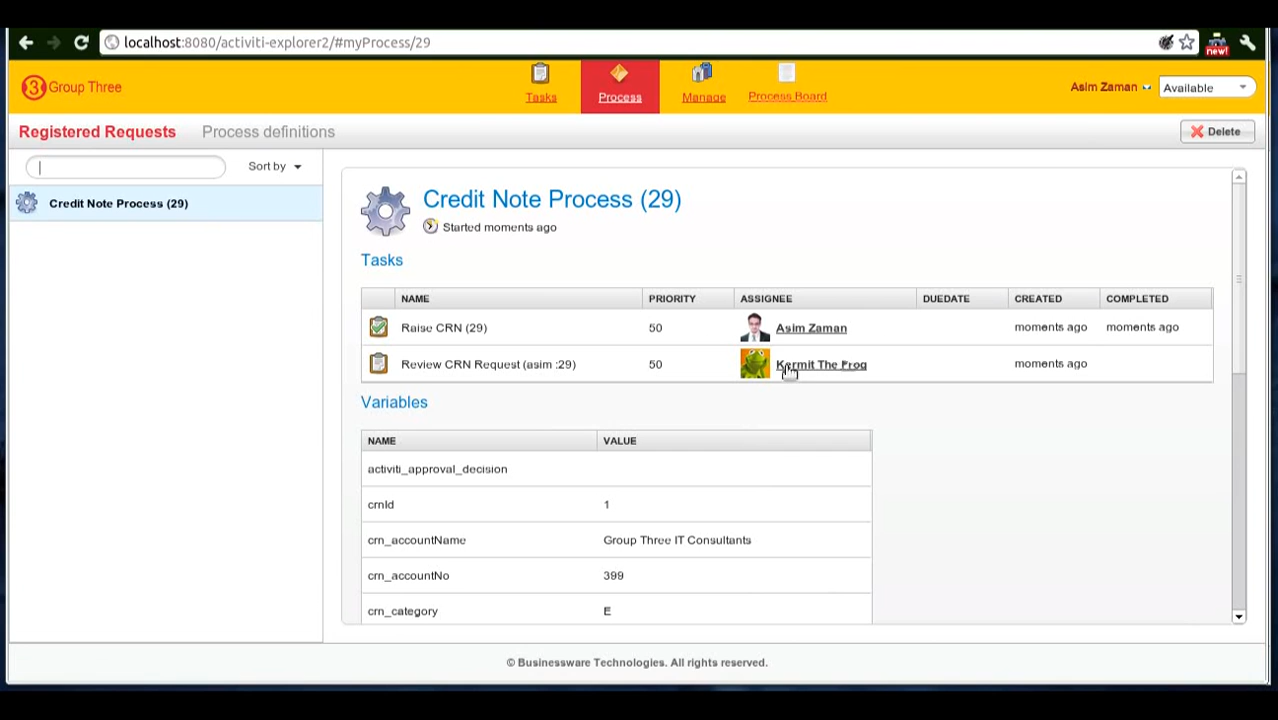 localhost:8080/activiti-explorer2/#myProcess/29
new!
3 Group Three
Tasks
Process
Manage
Process Board
Asim Zaman
Available
Registered Requests
Process definitions
Delete
Sort by
Credit Note Process (29)
Credit Note Process (29)
Started moments ago
Tasks
NAME PRIORITY ASSIGNEE DUEDATE CREATED COMPLETED
Raise CRN (29) 50 Asim Zaman moments ago moments ago
Review CRN Request (asim :29) 50 Kermit The Frog moments ago
Variables
NAME VALUE
activiti_approval_decision
crnId 1
crn_accountName Group Three IT Consultants
crn_accountNo 399
crn_category E
© Businessware Technologies. All rights reserved.